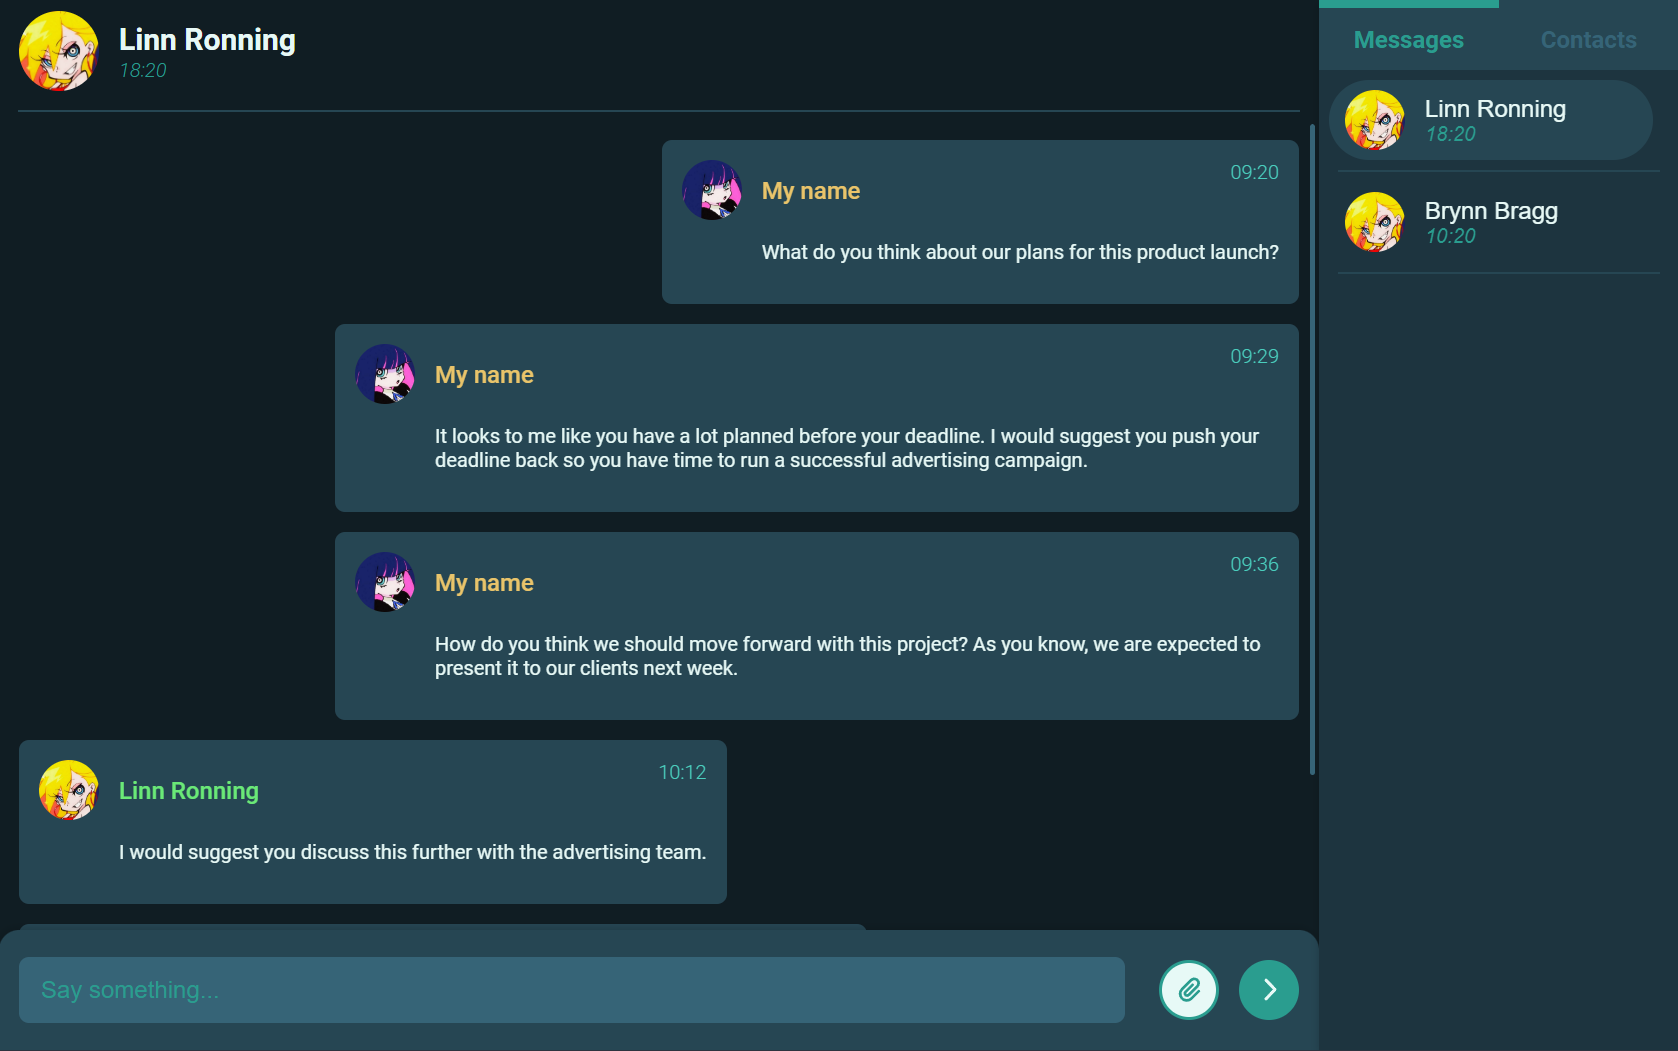 Linn Ronning
18:20
My name
09:20
What do you think about our plans for this product launch?
My name
09:29
It looks to me like you have a lot planned before your deadline. I would suggest you push your
deadline back so you have time to run a successful advertising campaign.
My name
09:36
How do you think we should move forward with this project? As you know, we are expected to
present it to our clients next week.
Linn Ronning
10:12
I would suggest you discuss this further with the advertising team.
Say something...
Messages
Contacts
Linn Ronning
18:20
Brynn Bragg
10:20